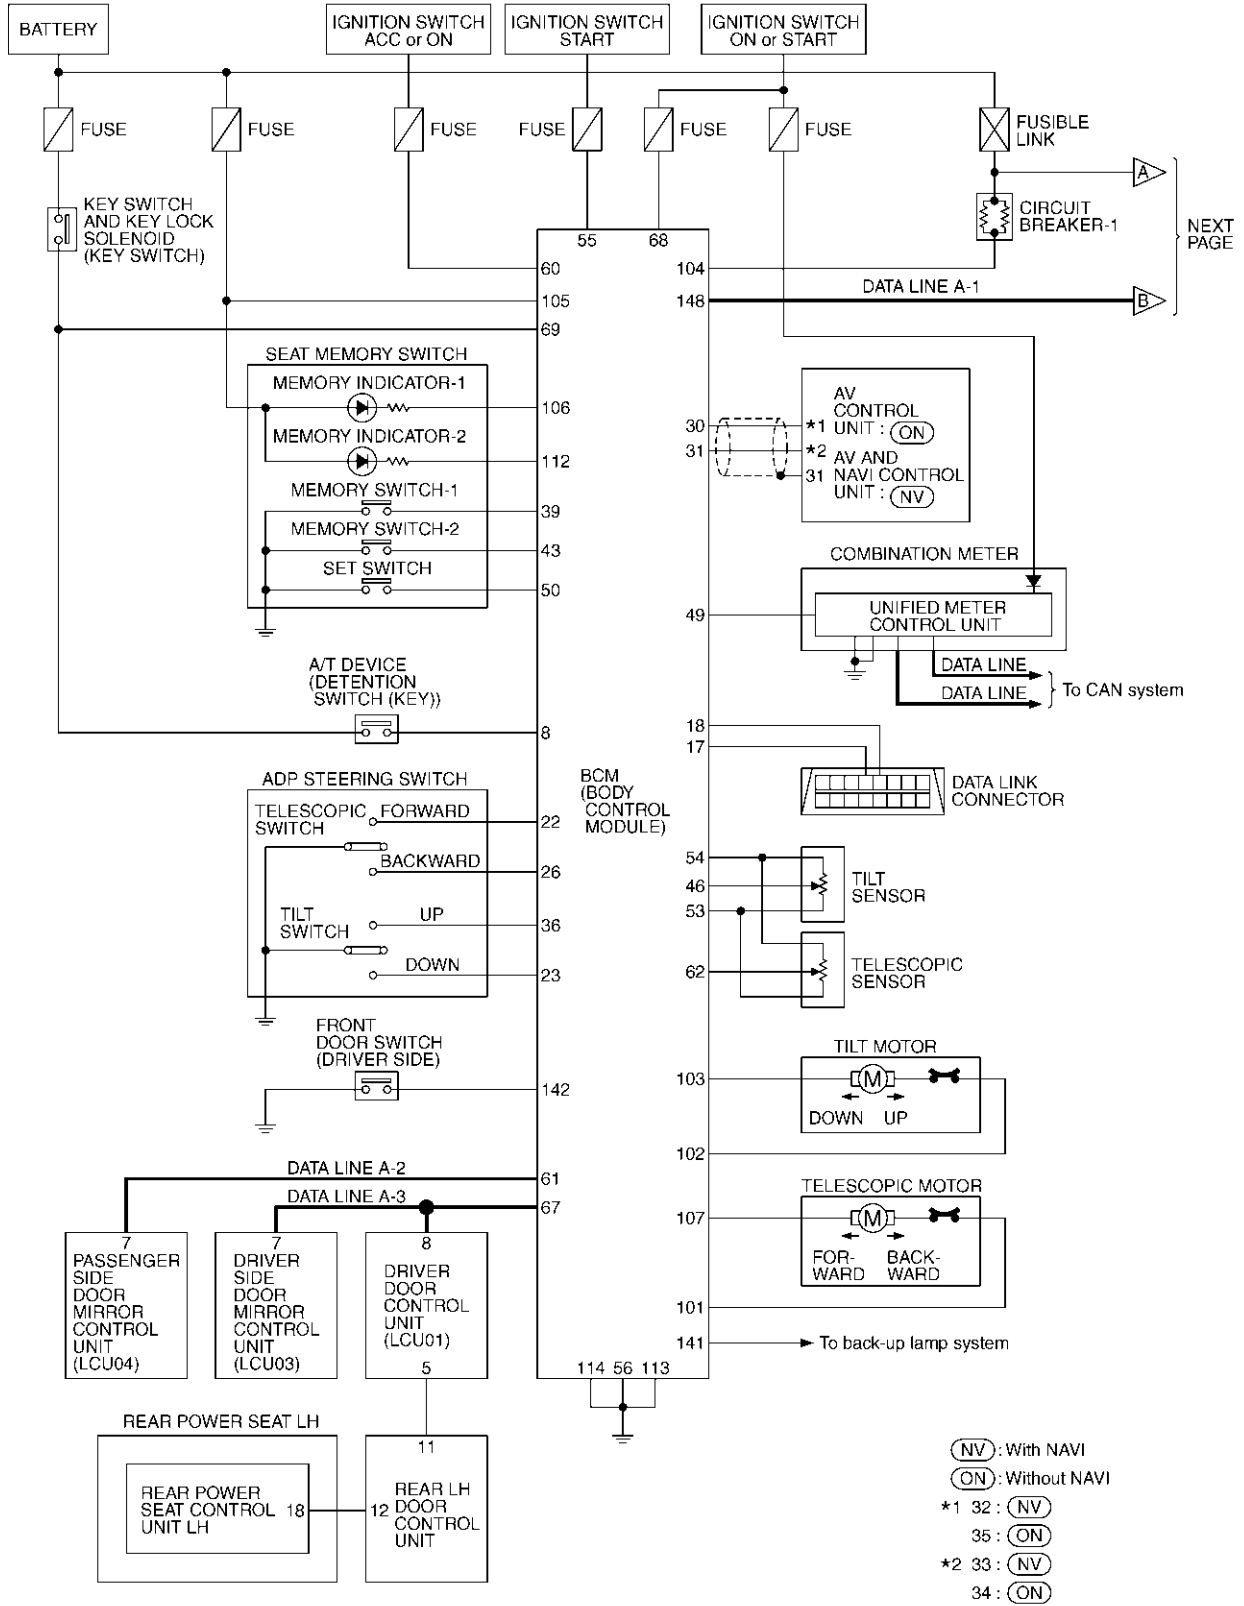 BATTERY
IGNITION SWITCH
ACC or ON
IGNITION SWITCH
START
IGNITION SWITCH
ON or START
FUSE
FUSE
FUSE
FUSE
FUSE
FUSE
FUSIBLE
LINK
A
KEY SWITCH
AND KEY LOCK
SOLENOID
(KEY SWITCH)
CIRCUIT
BREAKER-1
NEXT
PAGE
55
68
60
104
DATA LINE A-1
105
148
B
69
SEAT MEMORY SWITCH
MEMORY INDICATOR-1
106
MEMORY INDICATOR-2
112
MEMORY SWITCH-1
39
MEMORY SWITCH-2
43
SET SWITCH
50
30
*1
AV
CONTROL
UNIT : ON
31
*2
31
AV AND
NAVI CONTROL
UNIT : NV
COMBINATION METER
49
UNIFIED METER
CONTROL UNIT
DATA LINE
DATA LINE
To CAN system
A/T DEVICE
(DETENTION
SWITCH (KEY))
8
18
17
DATA LINK
CONNECTOR
BCM
(BODY
CONTROL
MODULE)
ADP STEERING SWITCH
TELESCOPIC
SWITCH
FORWARD
22
BACKWARD
26
TILT
SWITCH
UP
36
DOWN
23
54
46
53
TILT
SENSOR
62
TELESCOPIC
SENSOR
FRONT
DOOR SWITCH
(DRIVER SIDE)
142
TILT MOTOR
103
M
DOWN UP
102
TELESCOPIC MOTOR
107
M
FOR-
WARD
BACK-
WARD
101
141
To back-up lamp system
DATA LINE A-2
61
DATA LINE A-3
67
7
PASSENGER
SIDE
DOOR
MIRROR
CONTROL
UNIT
(LCU04)
7
DRIVER
SIDE
DOOR
MIRROR
CONTROL
UNIT
(LCU03)
8
DRIVER
DOOR
CONTROL
UNIT
(LCU01)
5
114 56 113
REAR POWER SEAT LH
REAR POWER
SEAT CONTROL
UNIT LH
18
11
12
REAR LH
DOOR
CONTROL
UNIT
NV : With NAVI
ON : Without NAVI
*1 32 : NV
35 : ON
*2 33 : NV
34 : ON